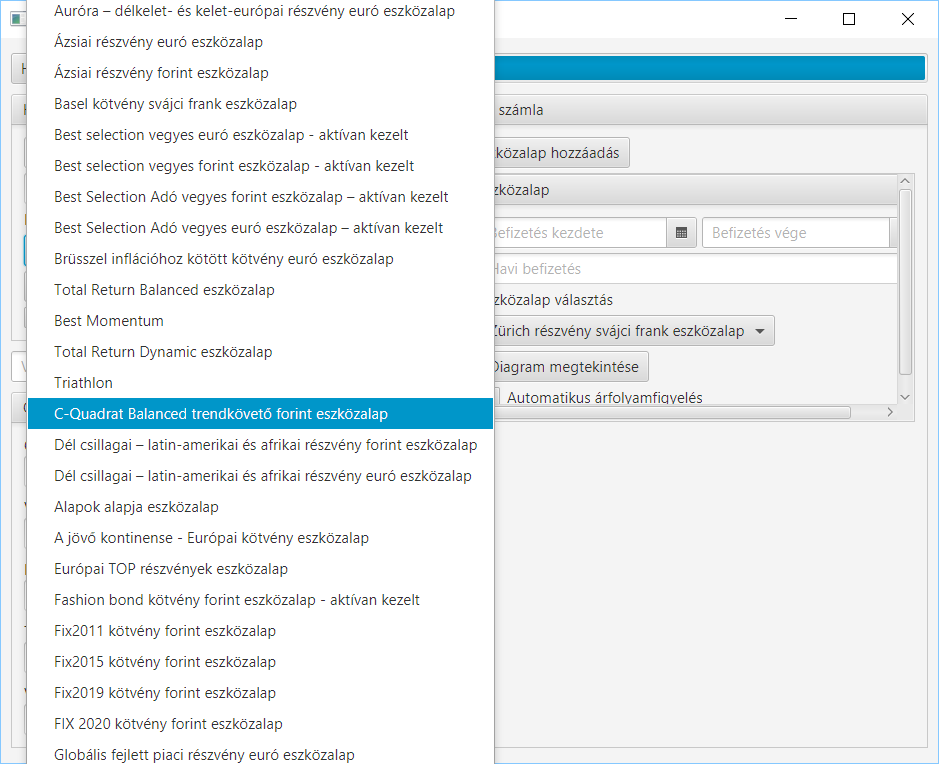 Auróra – délkelet- és kelet-európai részvény euró eszközalap
Ázsiai részvény euró eszközalap
Ázsiai részvény forint eszközalap
Basel kötvény svájci frank eszközalap
Best selection vegyes euró eszközalap - aktívan kezelt
Best selection vegyes forint eszközalap - aktívan kezelt
Best Selection Adó vegyes forint eszközalap – aktívan kezelt
Best Selection Adó vegyes euró eszközalap – aktívan kezelt
Brüsszel inflációhoz kötött kötvény euró eszközalap
Total Return Balanced eszközalap
Best Momentum
Total Return Dynamic eszközalap
Triathlon
C-Quadrat Balanced trendkövető forint eszközalap
Dél csillagai – latin-amerikai és afrikai részvény forint eszközalap
Dél csillagai – latin-amerikai és afrikai részvény euró eszközalap
Alapok alapja eszközalap
A jövő kontinense - Európai kötvény eszközalap
Európai TOP részvények eszközalap
Fashion bond kötvény forint eszközalap - aktívan kezelt
Fix2011 kötvény forint eszközalap
Fix2015 kötvény forint eszközalap
Fix2019 kötvény forint eszközalap
FIX 2020 kötvény forint eszközalap
Globális fejlett piaci részvény euró eszközalap
számla
közalap hozzáadás
zközalap
Befizetés kezdete
Befizetés vége
Havi befizetés
zközalap választás
Zürich részvény svájci frank eszközalap
Diagram megtekintése
Automatikus árfolyamfigyelés